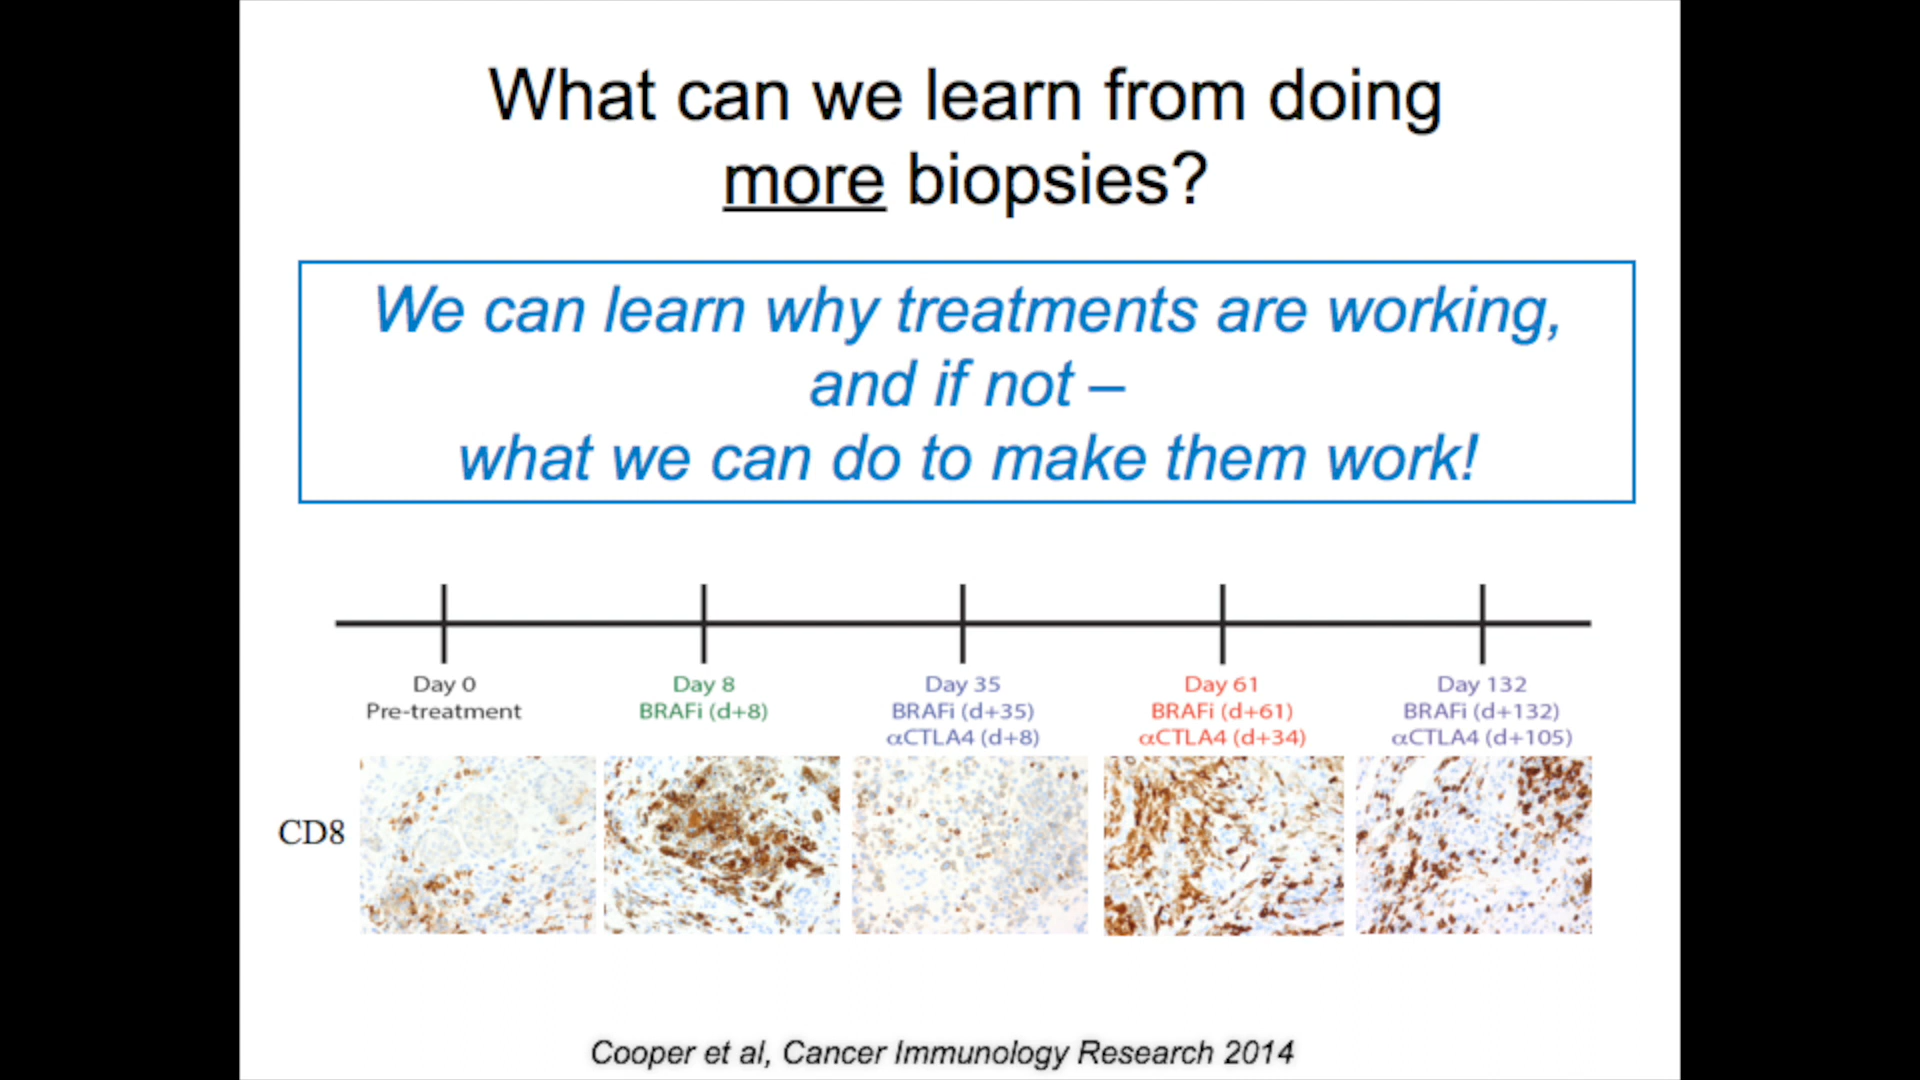 What can we learn from doing
more biopsies?
We can learn why treatments are working,
and if not –
what we can do to make them work!
Day 0
Pre-treatment
Day 8
BRAFi (d+8)
Day 35
BRAFi (d+35)
αCTLA4 (d+8)
Day 61
BRAFi (d+61)
αCTLA4 (d+34)
Day 132
BRAFi (d+132)
αCTLA4 (d+105)
CD8
Cooper et al, Cancer Immunology Research 2014